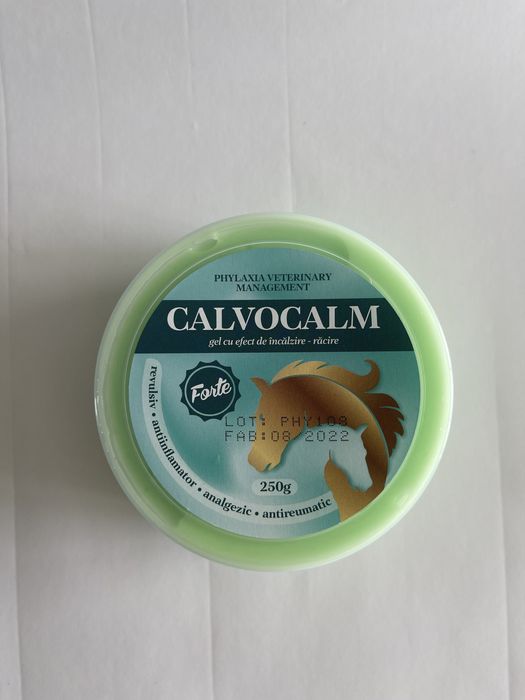 PHYLAXIA VETERINARY
MANAGEMENT
CALVOCALM
gel cu efect de încălzire - răcire
Forte
LOT: PHY108
FAB:08 2022
250g
revulsiv • antiinflamator • analgezic • antireumatic